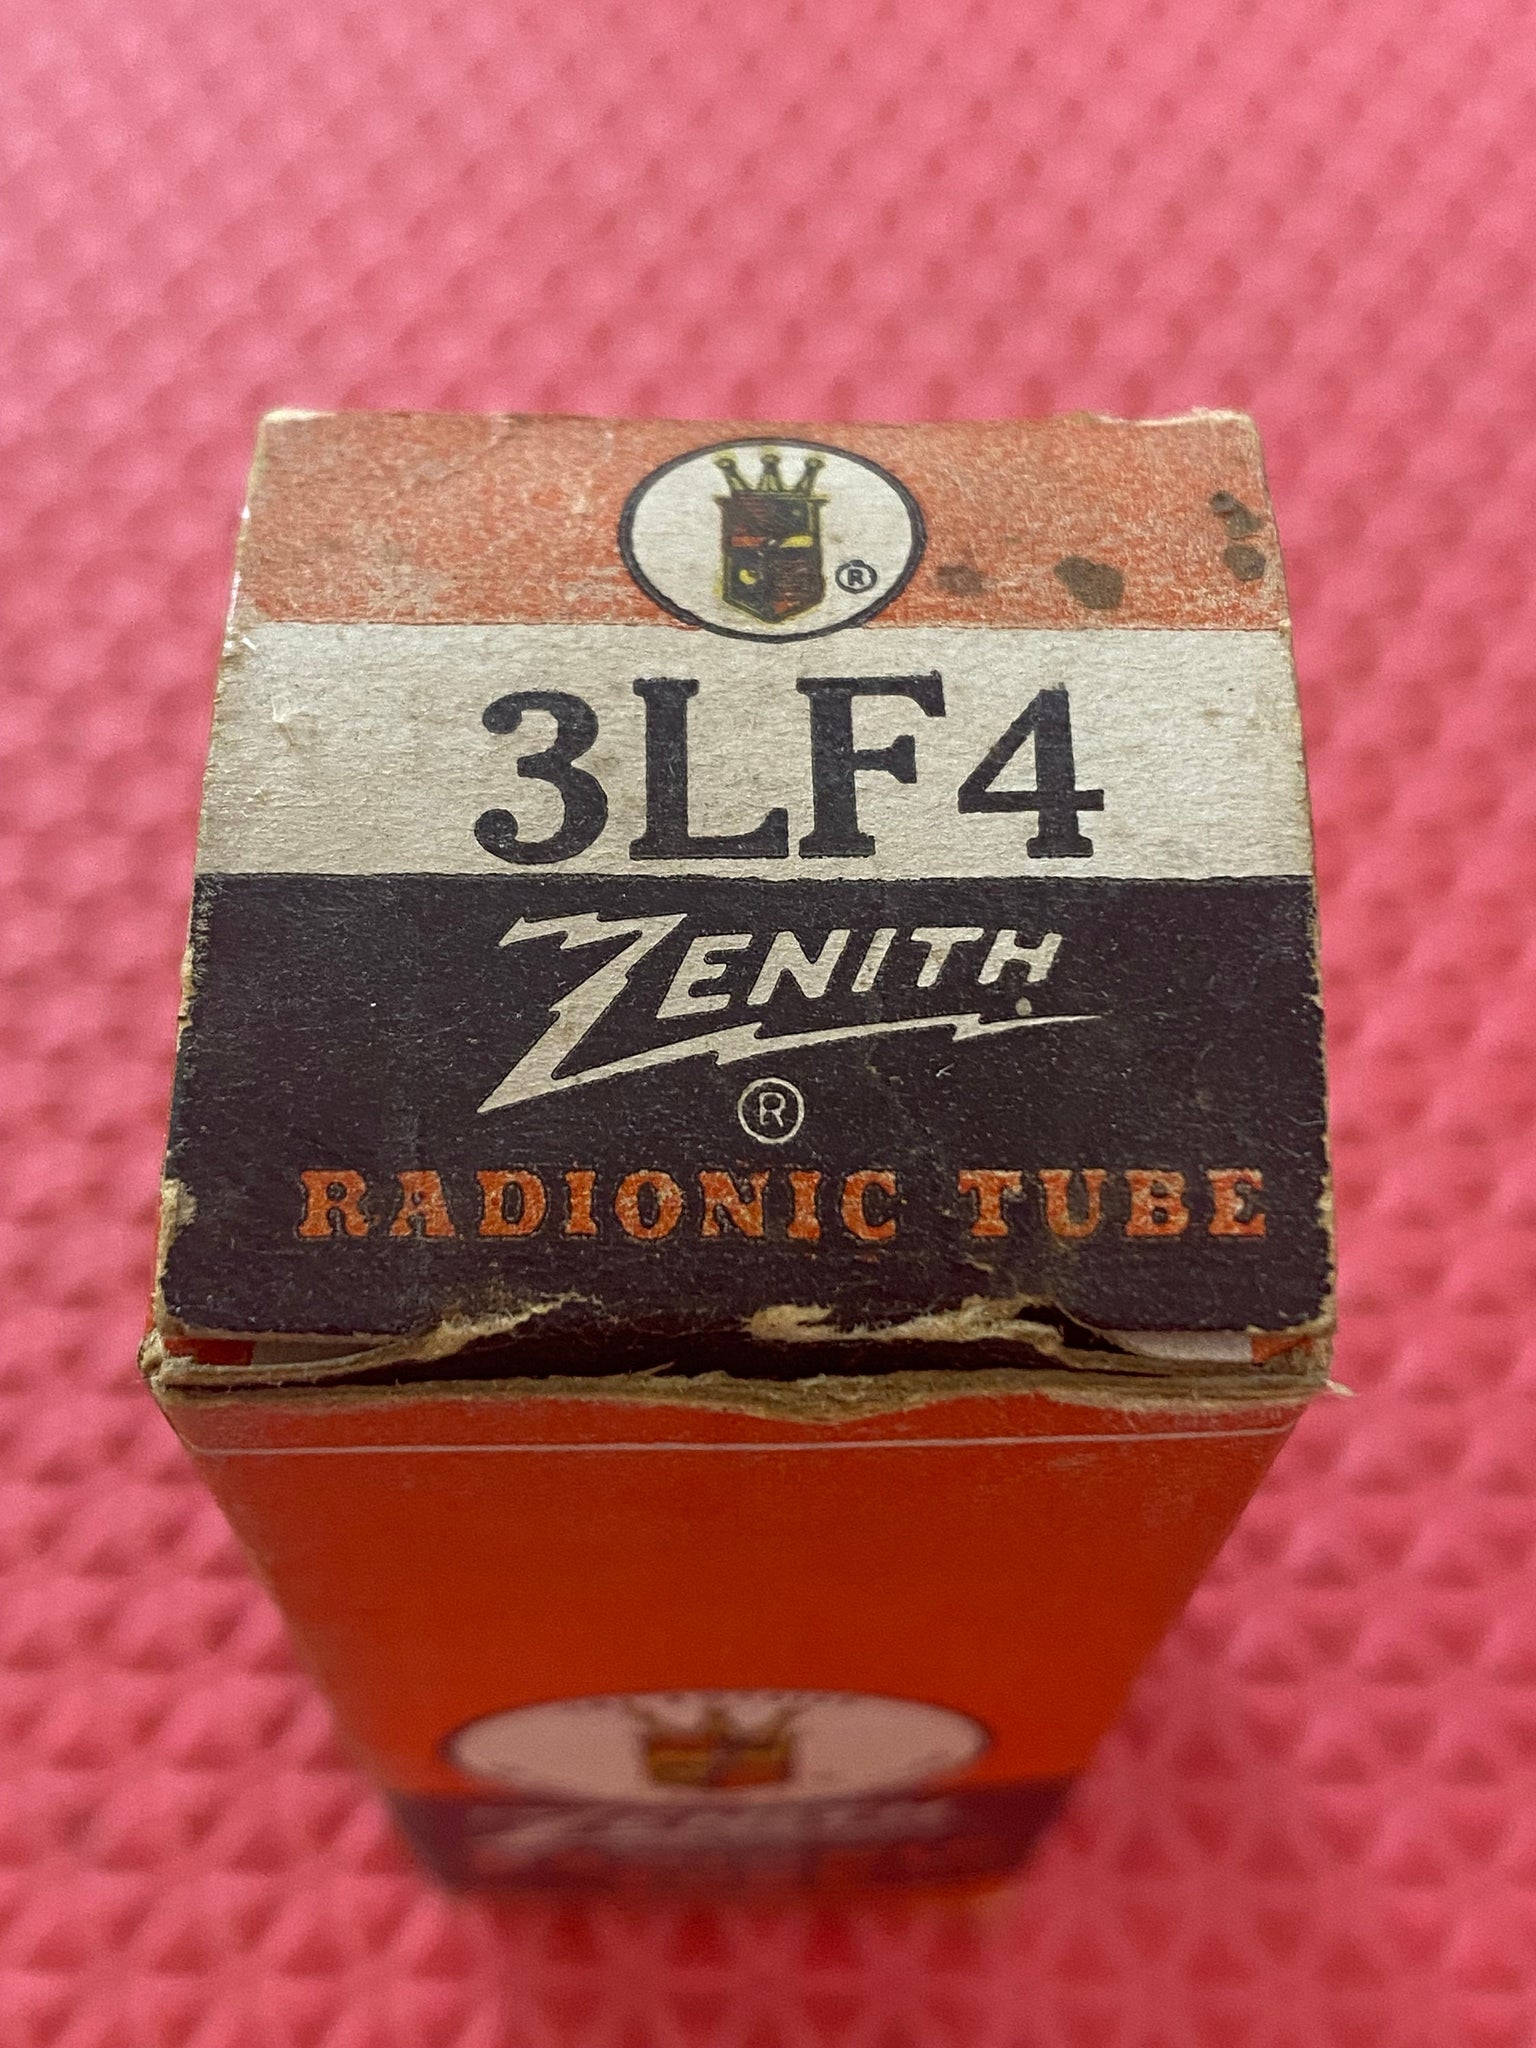 ®
3LF4
ZENITH
®
RADIONIC TUBE